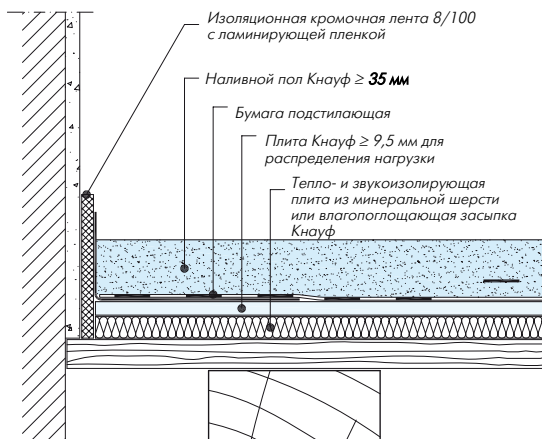 Изоляционная кромочная лента 8/100
с ламинирующей пленкой
Наливной пол Кнауф ≥ 35 мм
Бумага подстилающая
Плита Кнауф ≥ 9,5 мм для
распределения нагрузки
Тепло- и звукоизолирующая
плита из минеральной шерсти
или влагопоглощающая засыпка
Кнауф